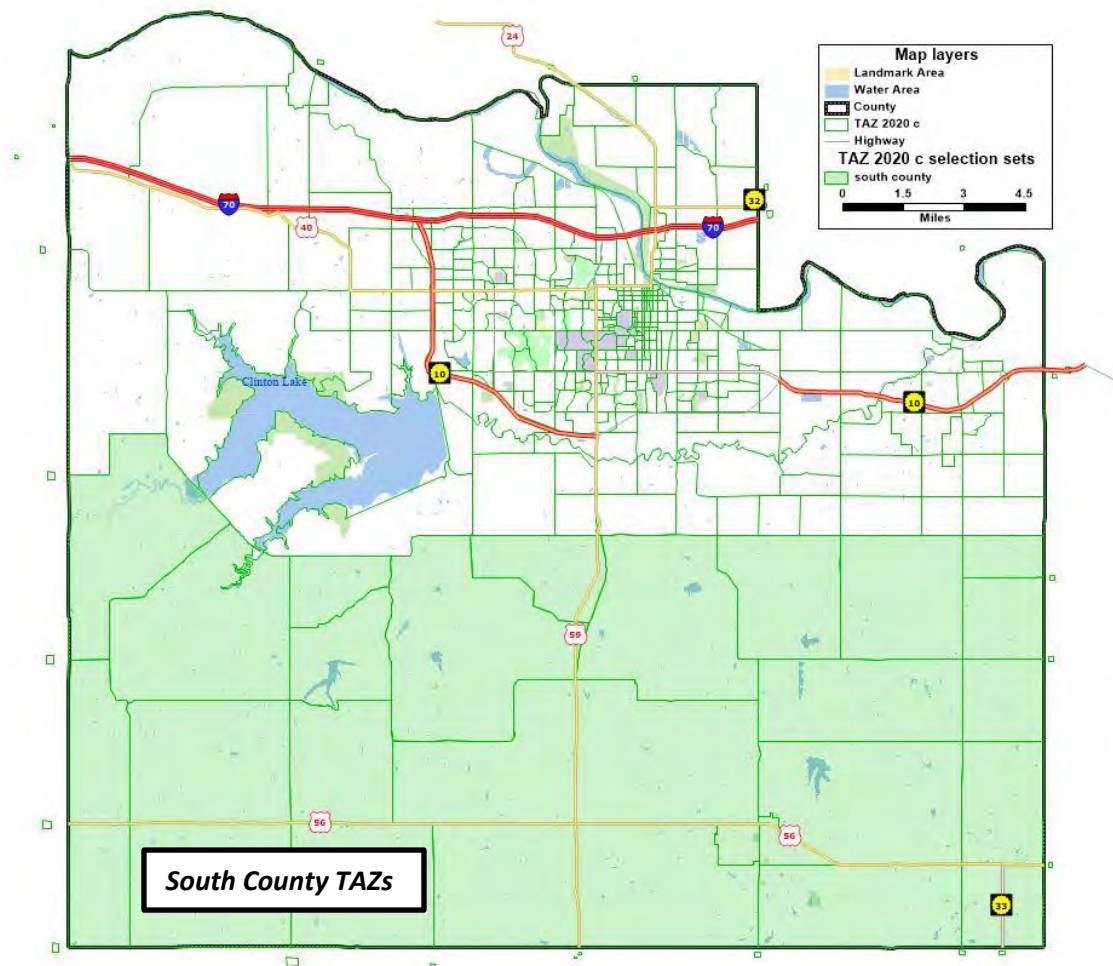 24
Map layers
Landmark Area
Water Area
County
TAZ 2020 c
Highway
TAZ 2020 c selection sets
south county
0 1.5 3 4.5
Miles
32
70
40
70
Clinton Lake
10
10
59
56
56
South County TAZs
33